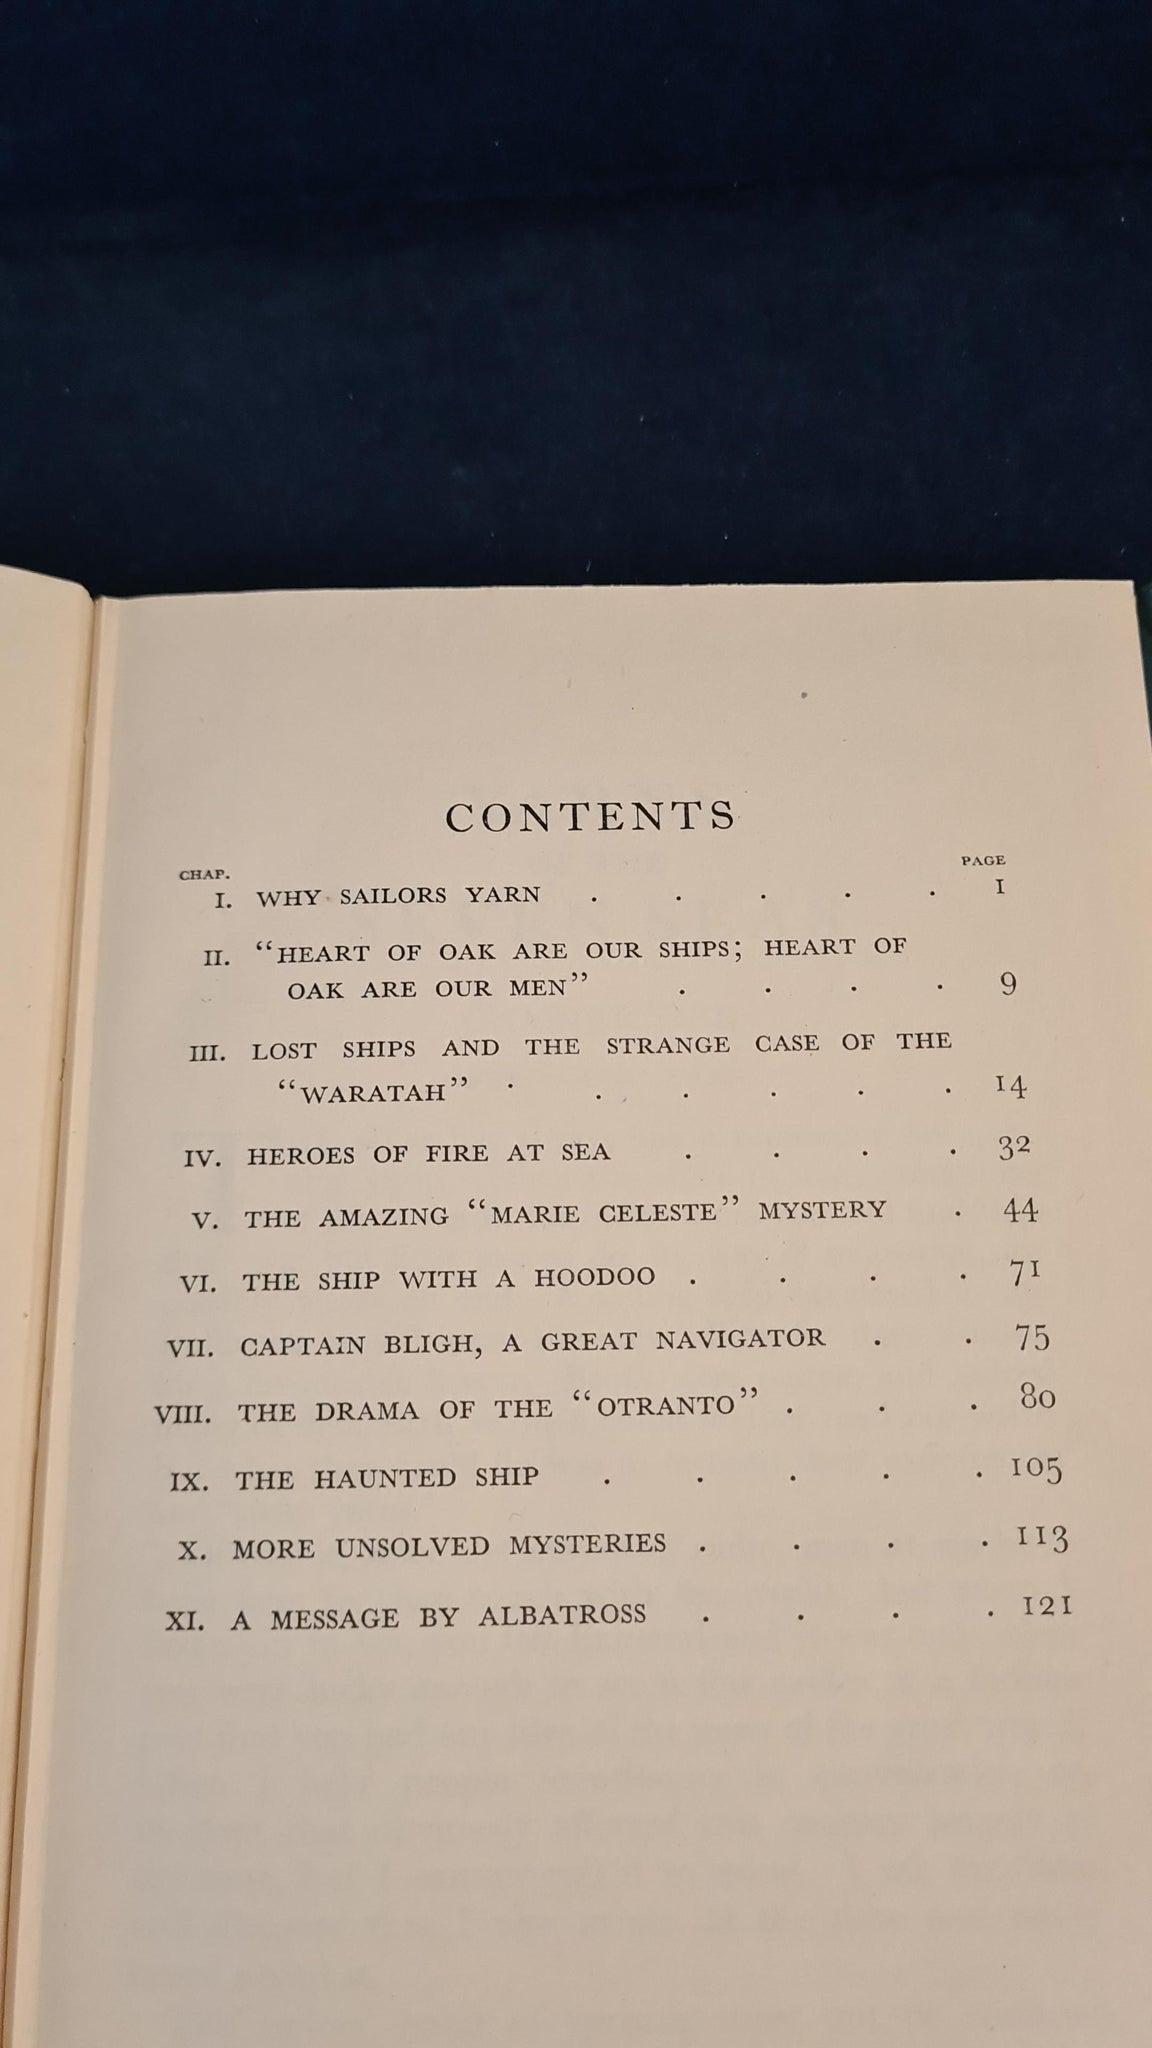 CONTENTS
CHAP. PAGE
I. WHY SAILORS YARN . . . . . 1
II. “HEART OF OAK ARE OUR SHIPS; HEART OF
OAK ARE OUR MEN” . . . . 9
III. LOST SHIPS AND THE STRANGE CASE OF THE
“WARATAH” . . . . . . 14
IV. HEROES OF FIRE AT SEA . . . . 32
V. THE AMAZING “MARIE CELESTE” MYSTERY . 44
VI. THE SHIP WITH A HOODOO . . . . 71
VII. CAPTAIN BLIGH, A GREAT NAVIGATOR . . 75
VIII. THE DRAMA OF THE “OTRANTO” . . . 80
IX. THE HAUNTED SHIP . . . . . 105
X. MORE UNSOLVED MYSTERIES . . . . 113
XI. A MESSAGE BY ALBATROSS . . . . 121